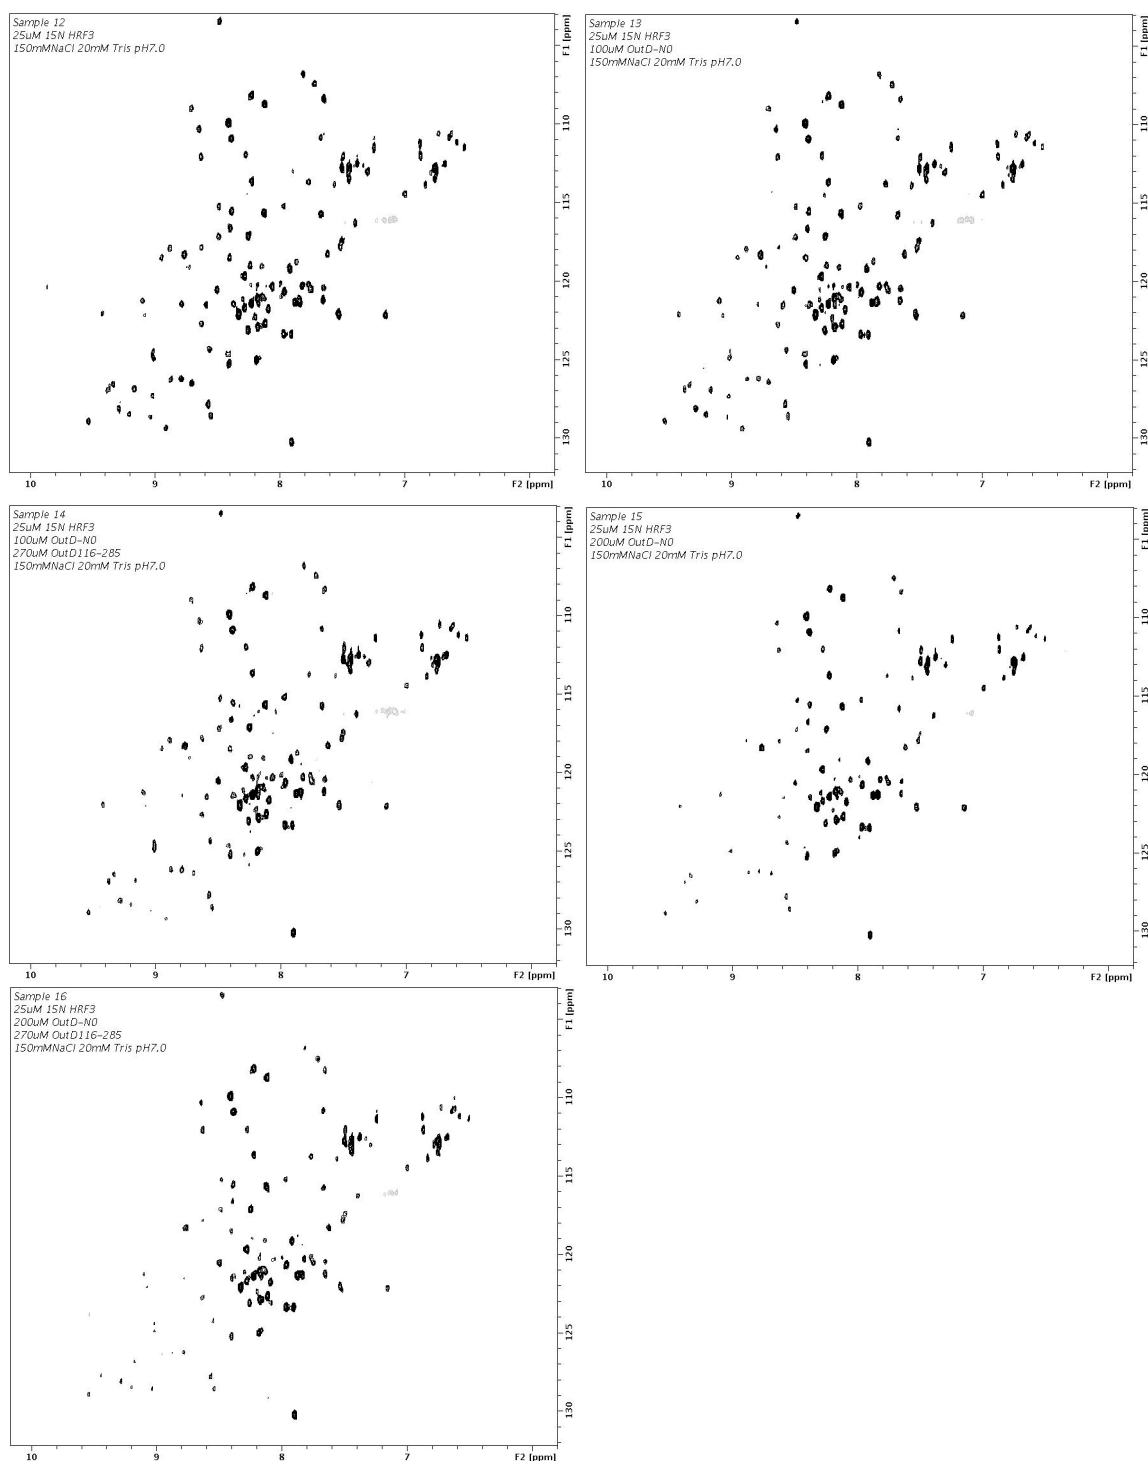 Sample 12
25uM 15N HRF3
150mMNaCl 20mM Tris pH7.0
F1 [ppm]
110
115
120
125
130
10
9
8
7
F2 [ppm]
Sample 13
25uM 15N HRF3
100uM OutD-N0
150mMNaCl 20mM Tris pH7.0
F1 [ppm]
110
115
120
125
130
10
9
8
7
F2 [ppm]
Sample 14
25uM 15N HRF3
100uM OutD-N0
270uM OutD116-285
150mMNaCl 20mM Tris pH7.0
F1 [ppm]
110
115
120
125
130
10
9
8
7
F2 [ppm]
Sample 15
25uM 15N HRF3
200uM OutD-N0
150mMNaCl 20mM Tris pH7.0
F1 [ppm]
110
115
120
125
130
10
9
8
7
F2 [ppm]
Sample 16
25uM 15N HRF3
200uM OutD-N0
270uM OutD116-285
150mMNaCl 20mM Tris pH7.0
F1 [ppm]
110
115
120
125
130
10
9
8
7
F2 [ppm]